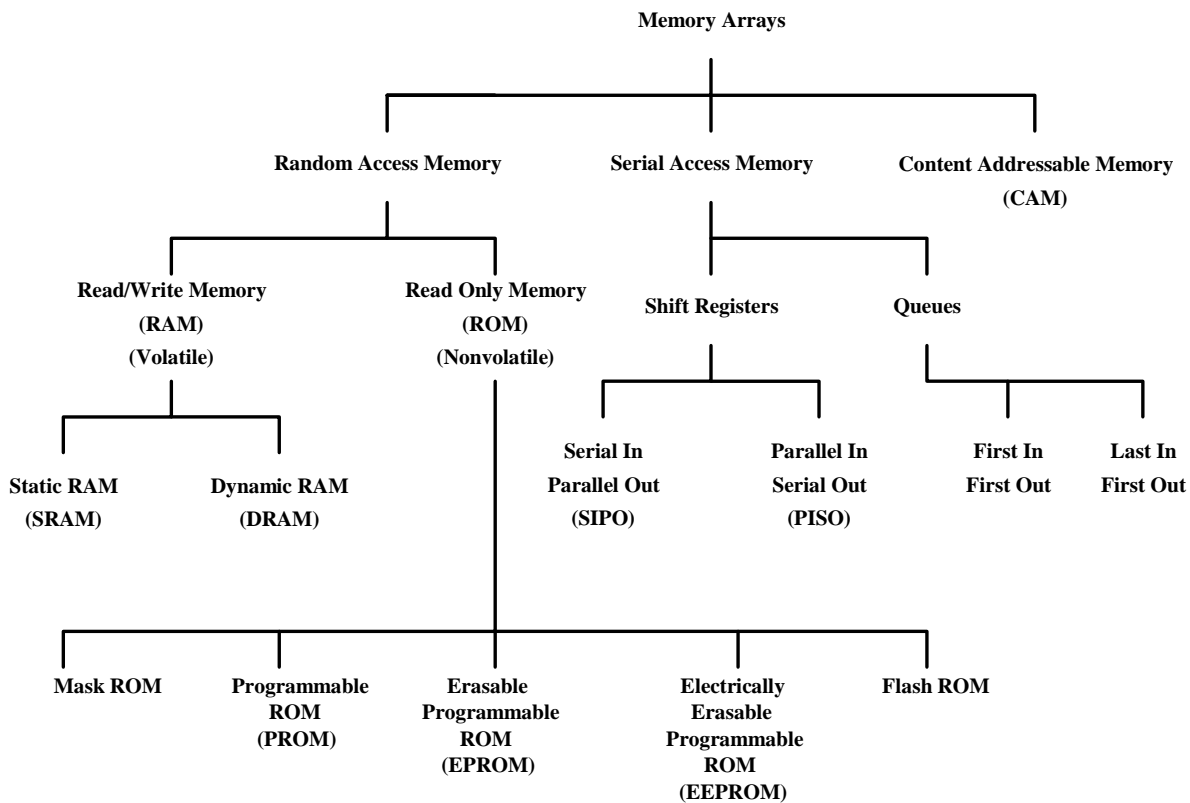 Memory Arrays
Random Access Memory
Serial Access Memory
Content Addressable Memory
(CAM)
Read/Write Memory
(RAM)
(Volatile)
Read Only Memory
(ROM)
(Nonvolatile)
Shift Registers
Queues
Static RAM
(SRAM)
Dynamic RAM
(DRAM)
Serial In
Parallel Out
(SIPO)
Parallel In
Serial Out
(PISO)
First In
First Out
Last In
First Out
Mask ROM
Programmable
ROM
(PROM)
Erasable
Programmable
ROM
(EPROM)
Electrically
Erasable
Programmable
ROM
(EEPROM)
Flash ROM